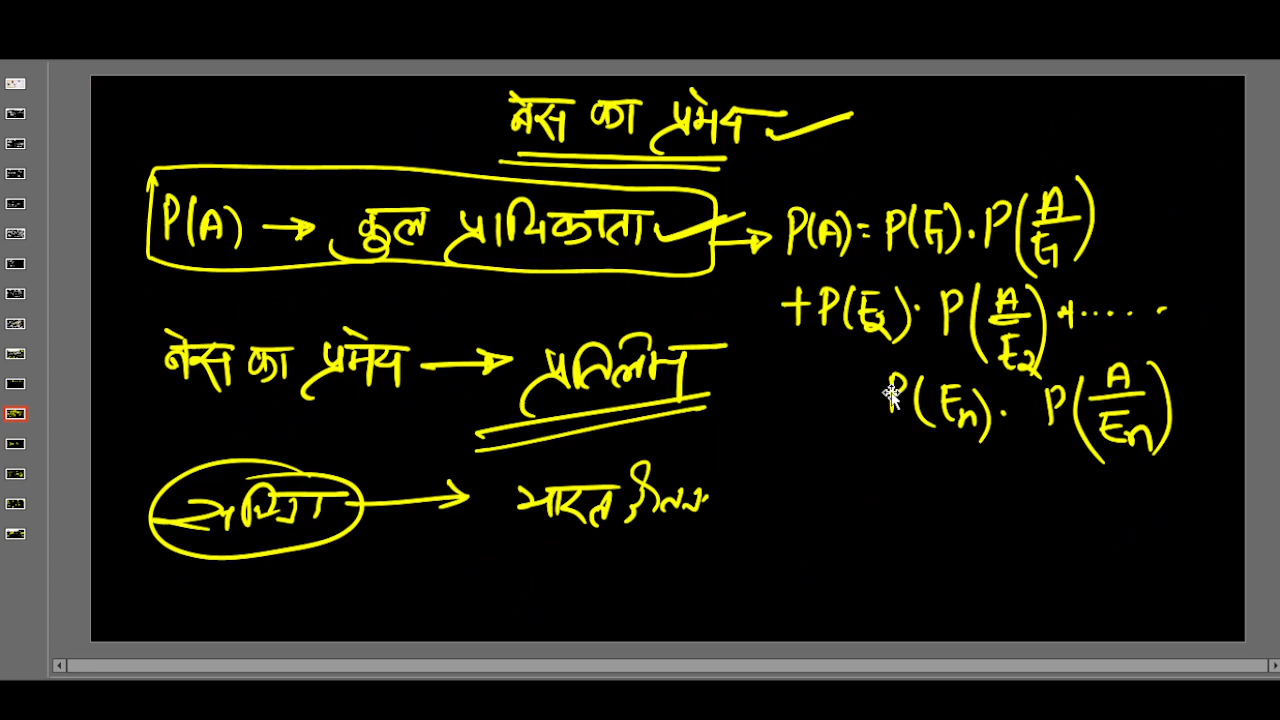 बेस का प्रमेय
P(A) → कुल प्रायिकता → P(A) = P(E₁) . P(A/E₁)
+ P(E₂) . P(A/E₂) + ......
P(Eₙ) . P(A/Eₙ)
बेस का प्रमेय → प्रतिलोम
→ भारत